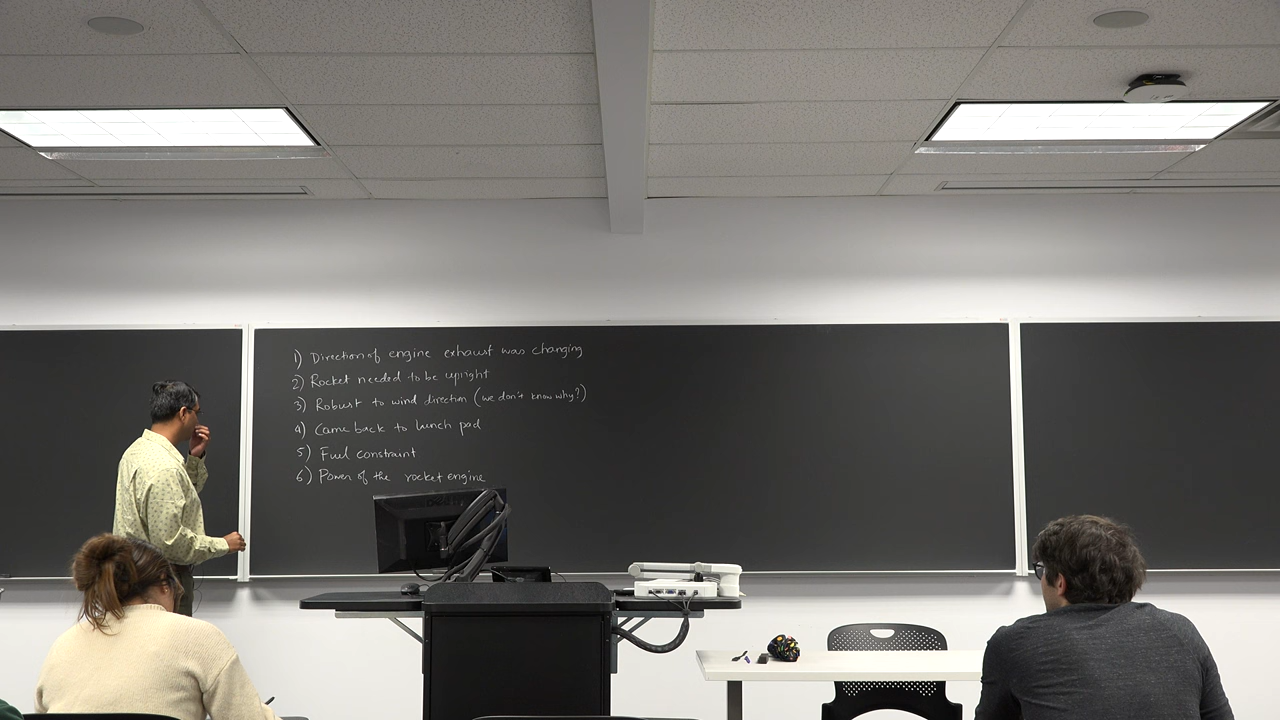 1) Direction of engine exhaust was changing
2) Rocket needed to be upright
3) Robust to wind direction (we don't know why?)
4) Came back to lunch pad
5) Fuel constraint
6) Power of the rocket engine